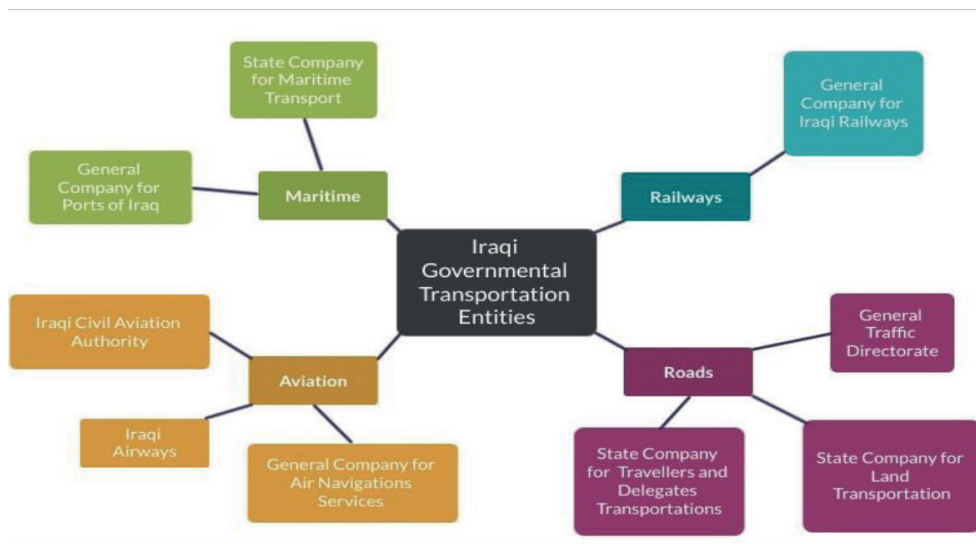 State Company
for Maritime
Transport
General
Company for
Iraqi Railways
General
Company for
Ports of Iraq
Maritime
Railways
Iraqi
Governmental
Transportation
Entities
Iraqi Civil Aviation
Authority
General
Traffic
Directorate
Aviation
Roads
Iraqi
Airways
General Company for
Air Navigations
Services
State Company
for Travellers and
Delegates
Transportations
State Company for
Land
Transportation